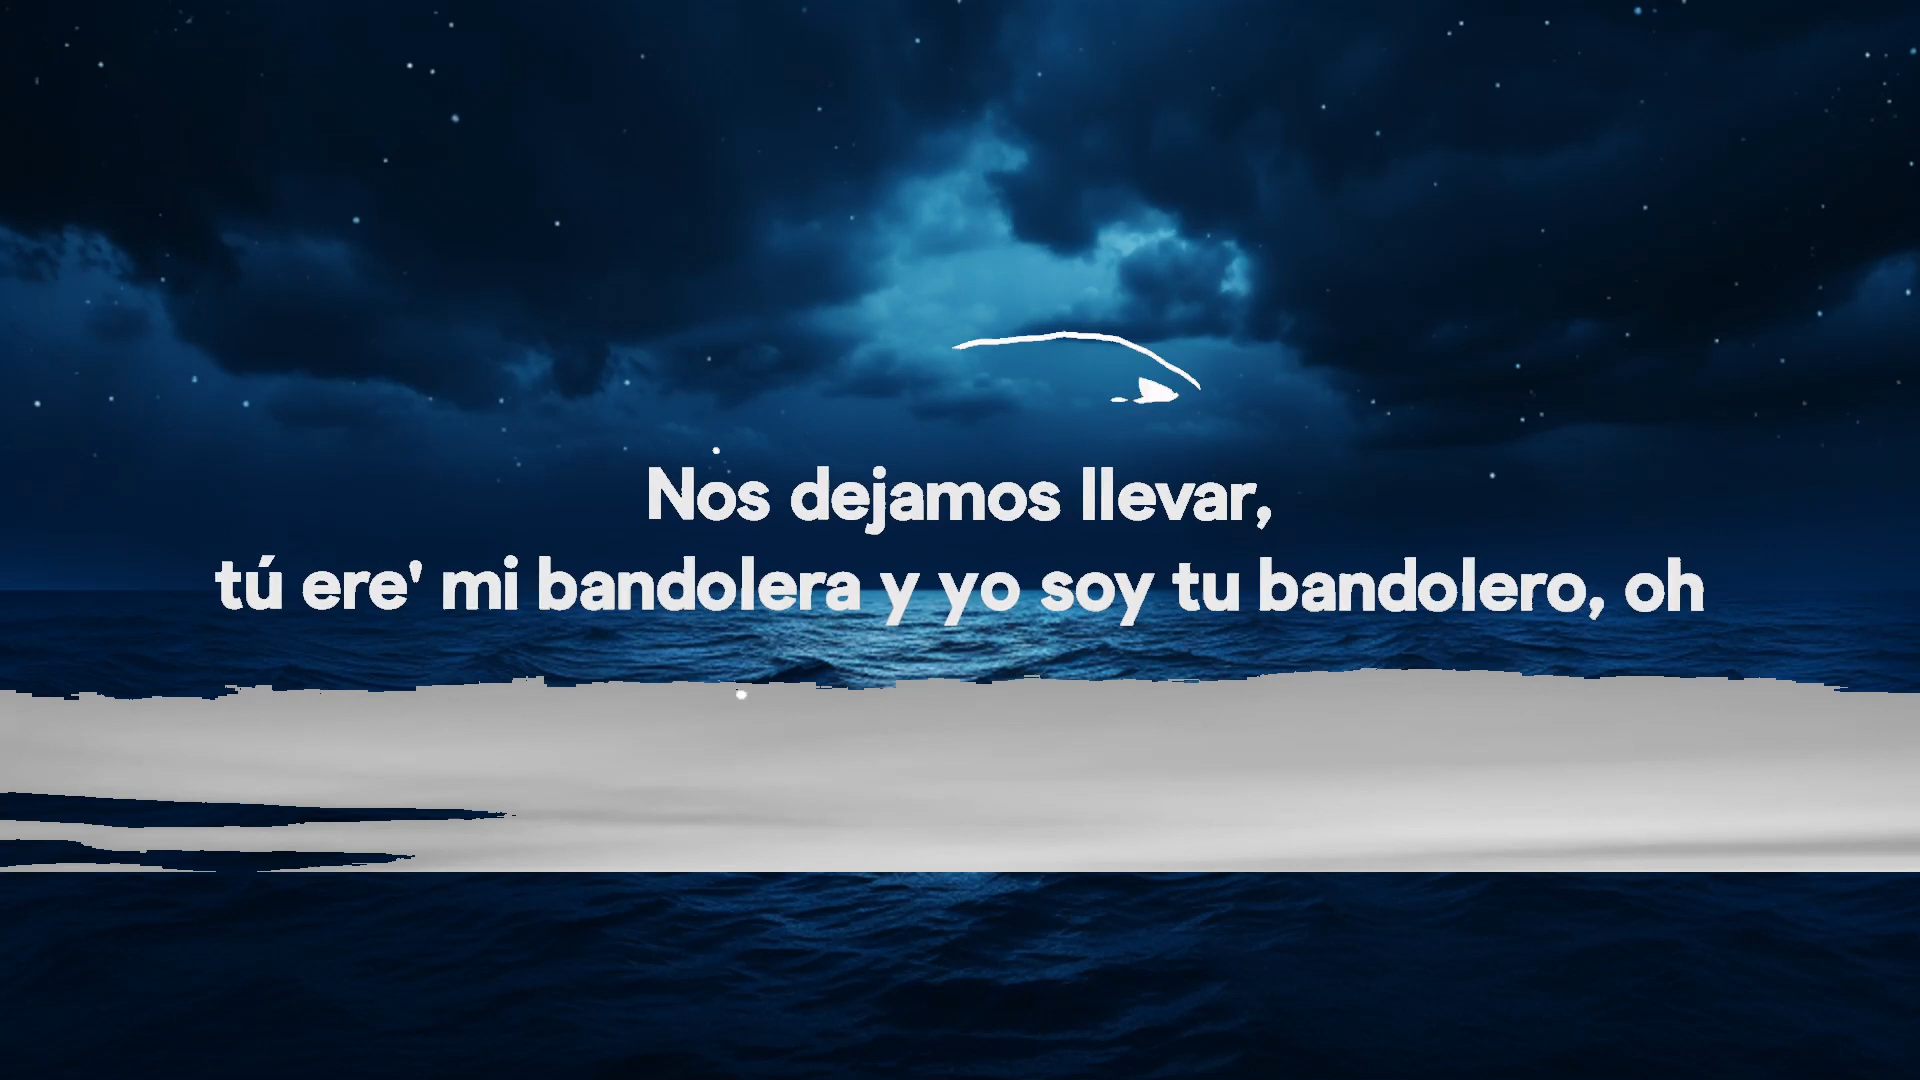 Nos dejamos llevar,
tú ere' mi bandolera y yo soy tu bandolero, oh